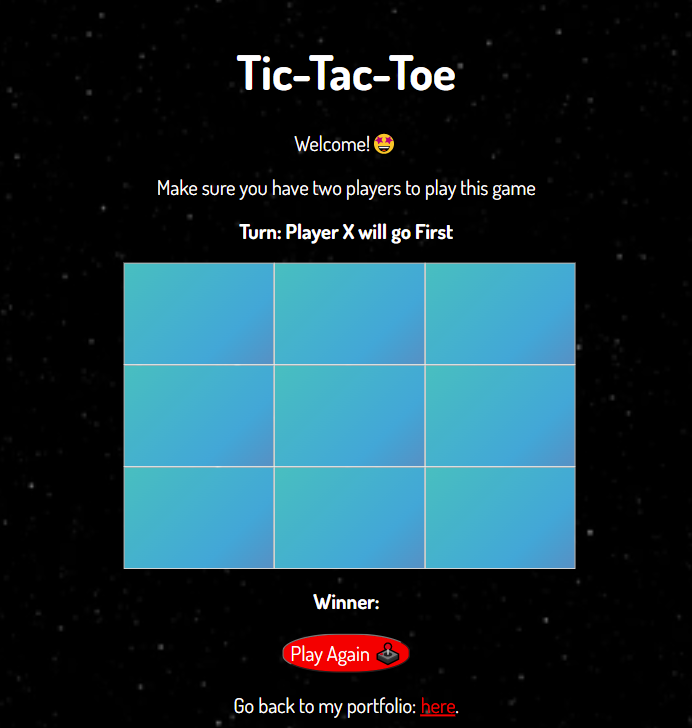 Tic-Tac-Toe
Welcome! 🤩
Make sure you have two players to play this game
Turn: Player X will go First
Winner:
Play Again 🕹️
Go back to my portfolio: here.